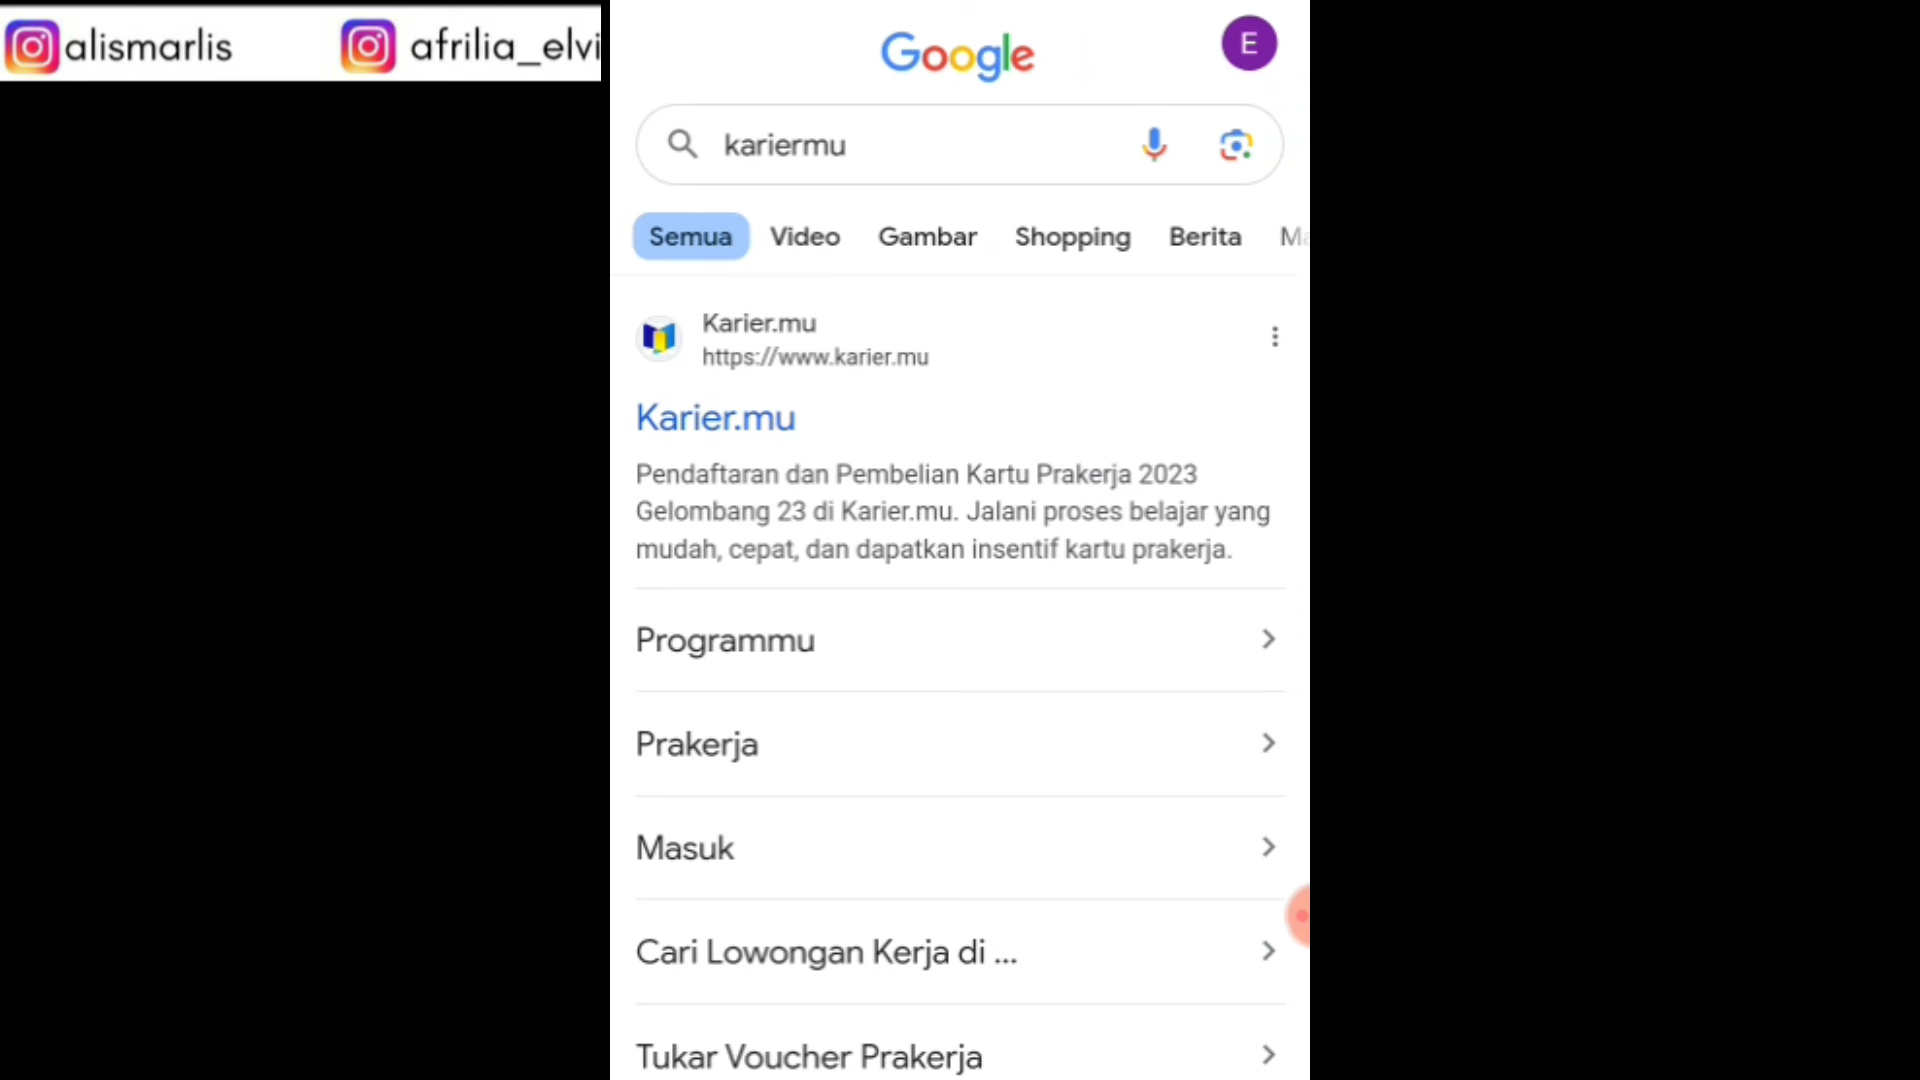 alismarlis afrilia_elvi
Google
E
kariermu
Semua Video Gambar Shopping Berita Ma
Karier.mu
https://www.karier.mu
Karier.mu
Pendaftaran dan Pembelian Kartu Prakerja 2023
Gelombang 23 di Karier.mu. Jalani proses belajar yang
mudah, cepat, dan dapatkan insentif kartu prakerja.
Programmu
Prakerja
Masuk
Cari Lowongan Kerja di ...
Tukar Voucher Prakerja